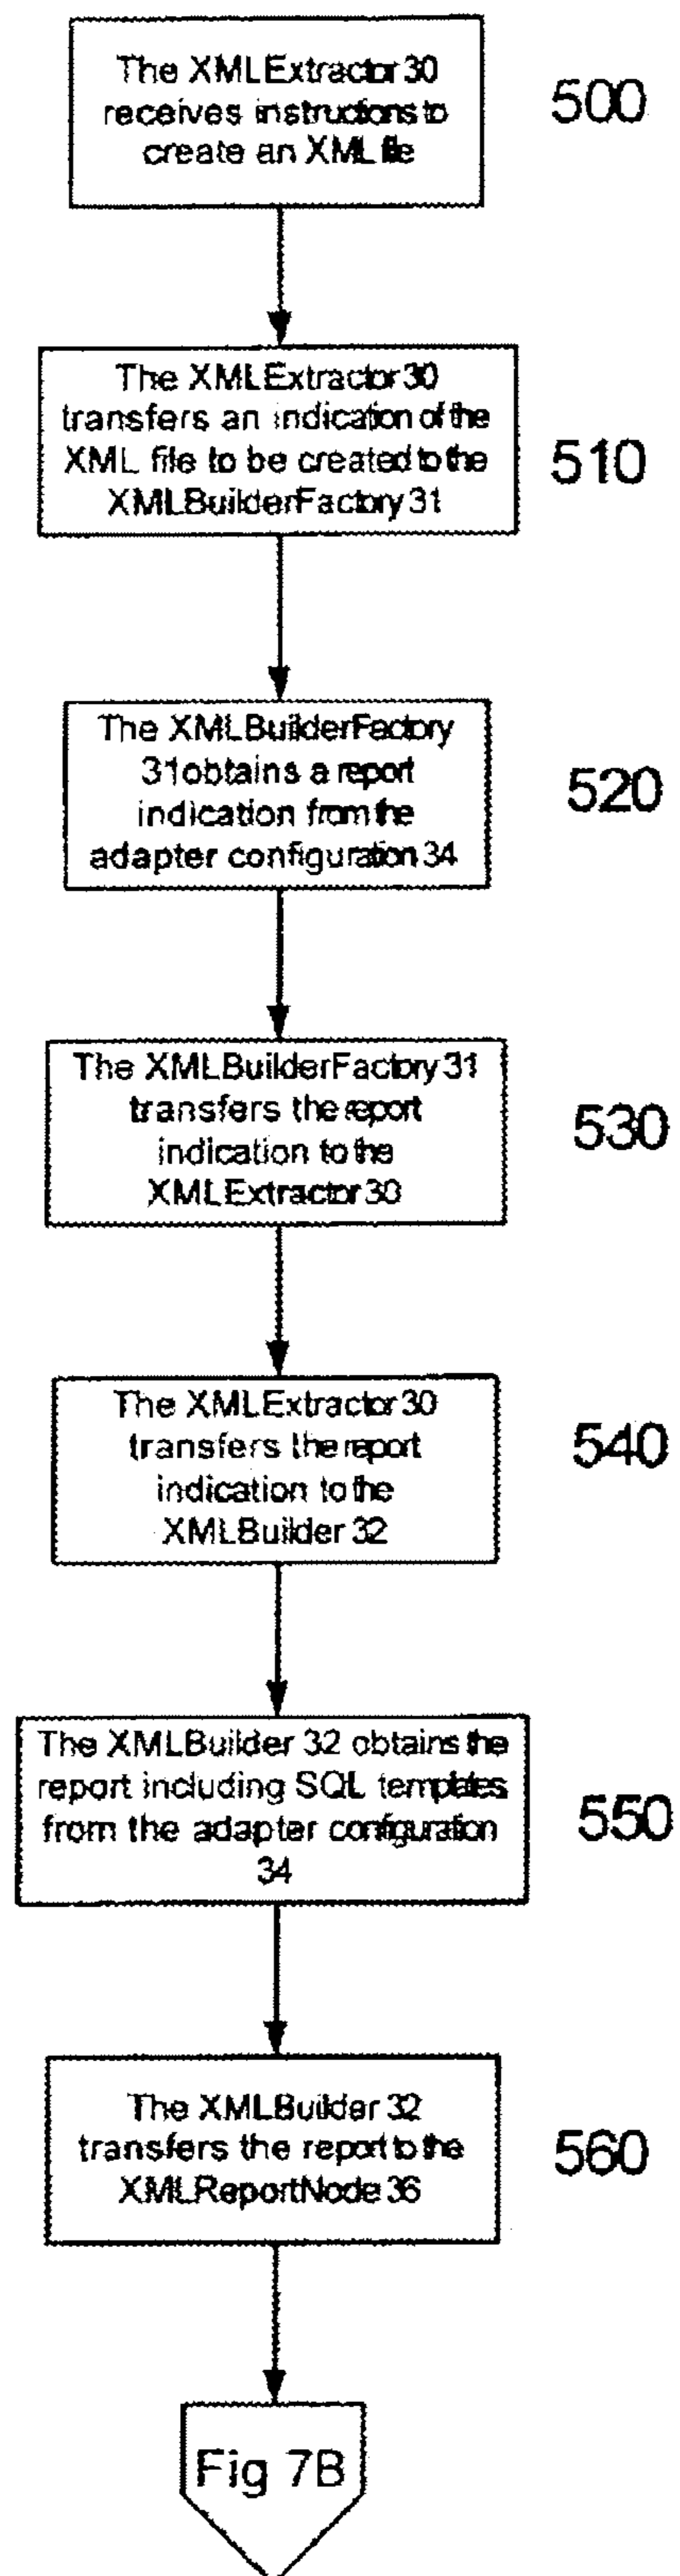 The XMLExtractor 30
receives instructions to
create an XML file
500
The XMLExtractor 30
transfers an indication of the
XML file to be created to the
XMLBuilderFactory 31
510
The XMLBuilderFactory
31 obtains a report
indication from the
adapter configuration 34
520
The XMLBuilderFactory 31
transfers the report
indication to the
XMLExtractor 30
530
The XMLExtractor 30
transfers the report
indication to the
XMLBuilder 32
540
The XMLBuilder 32 obtains the
report including SQL templates
from the adapter configuration
34
550
The XMLBuilder 32
transfers the report to the
XMLReportNode 36
560
Fig 7B